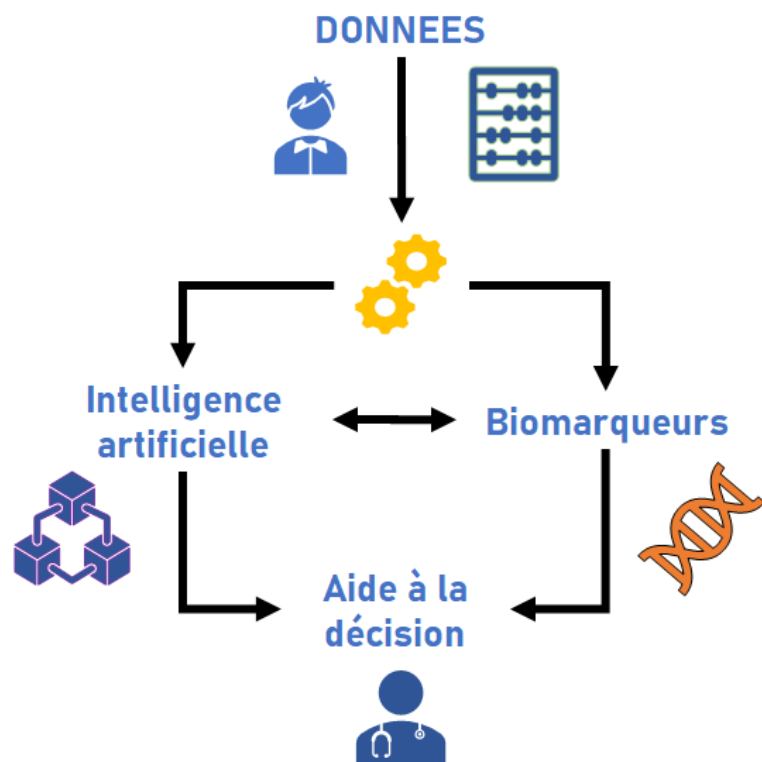 DONNEES
Intelligence
artificielle
Biomarqueurs
Aide à la
décision